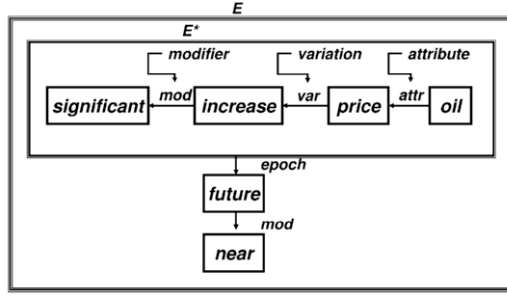 E
E*
modifier variation attribute
significant mod increase var price attr oil
epoch
future
mod
near